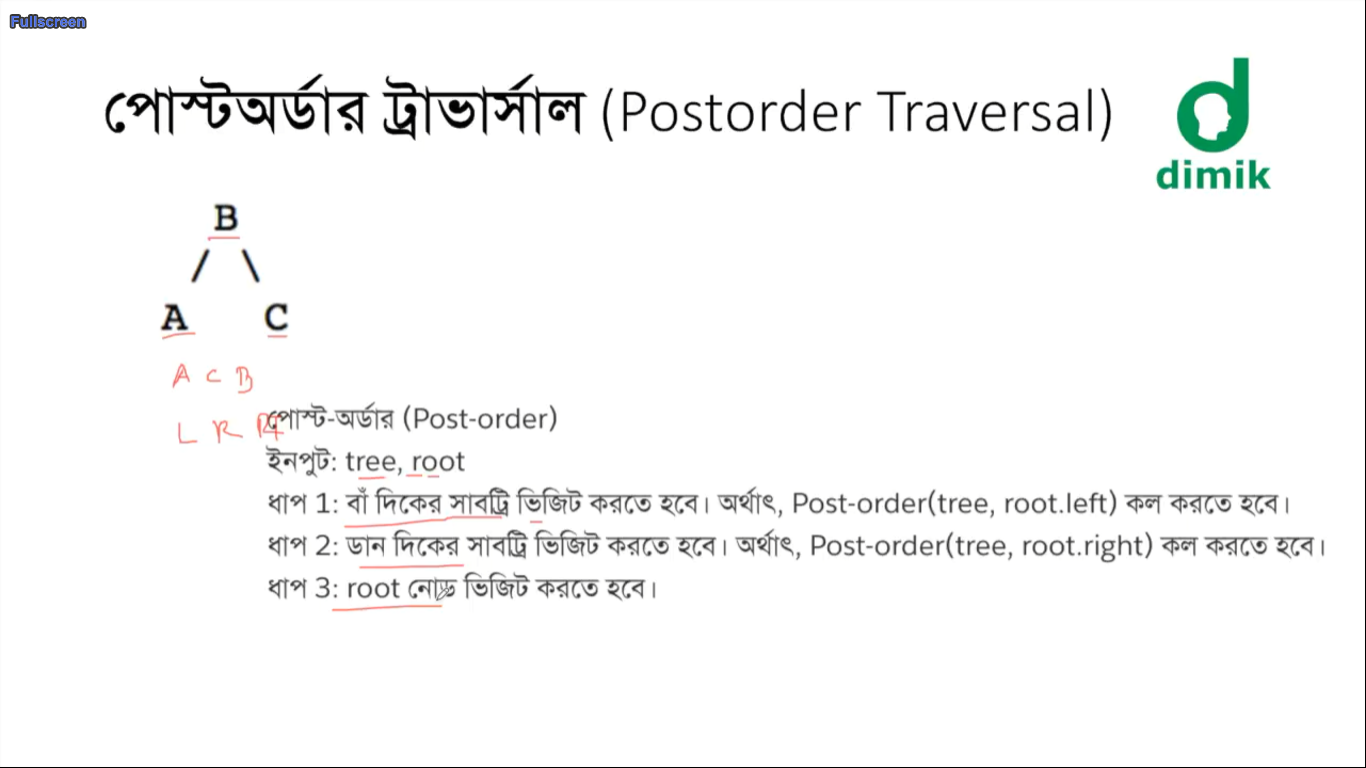 Fullscreen
পোস্টঅর্ডার ট্রাভার্সাল (Postorder Traversal)
dimik
B
/ \
A C
A C B
L R
পোস্ট-অর্ডার (Post-order)
ইনপুট: tree, root
ধাপ 1: বাঁ দিকের সাবট্রি ভিজিট করতে হবে। অর্থাৎ, Post-order(tree, root.left) কল করতে হবে।
ধাপ 2: ডান দিকের সাবট্রি ভিজিট করতে হবে। অর্থাৎ, Post-order(tree, root.right) কল করতে হবে।
ধাপ 3: root নোড ভিজিট করতে হবে।